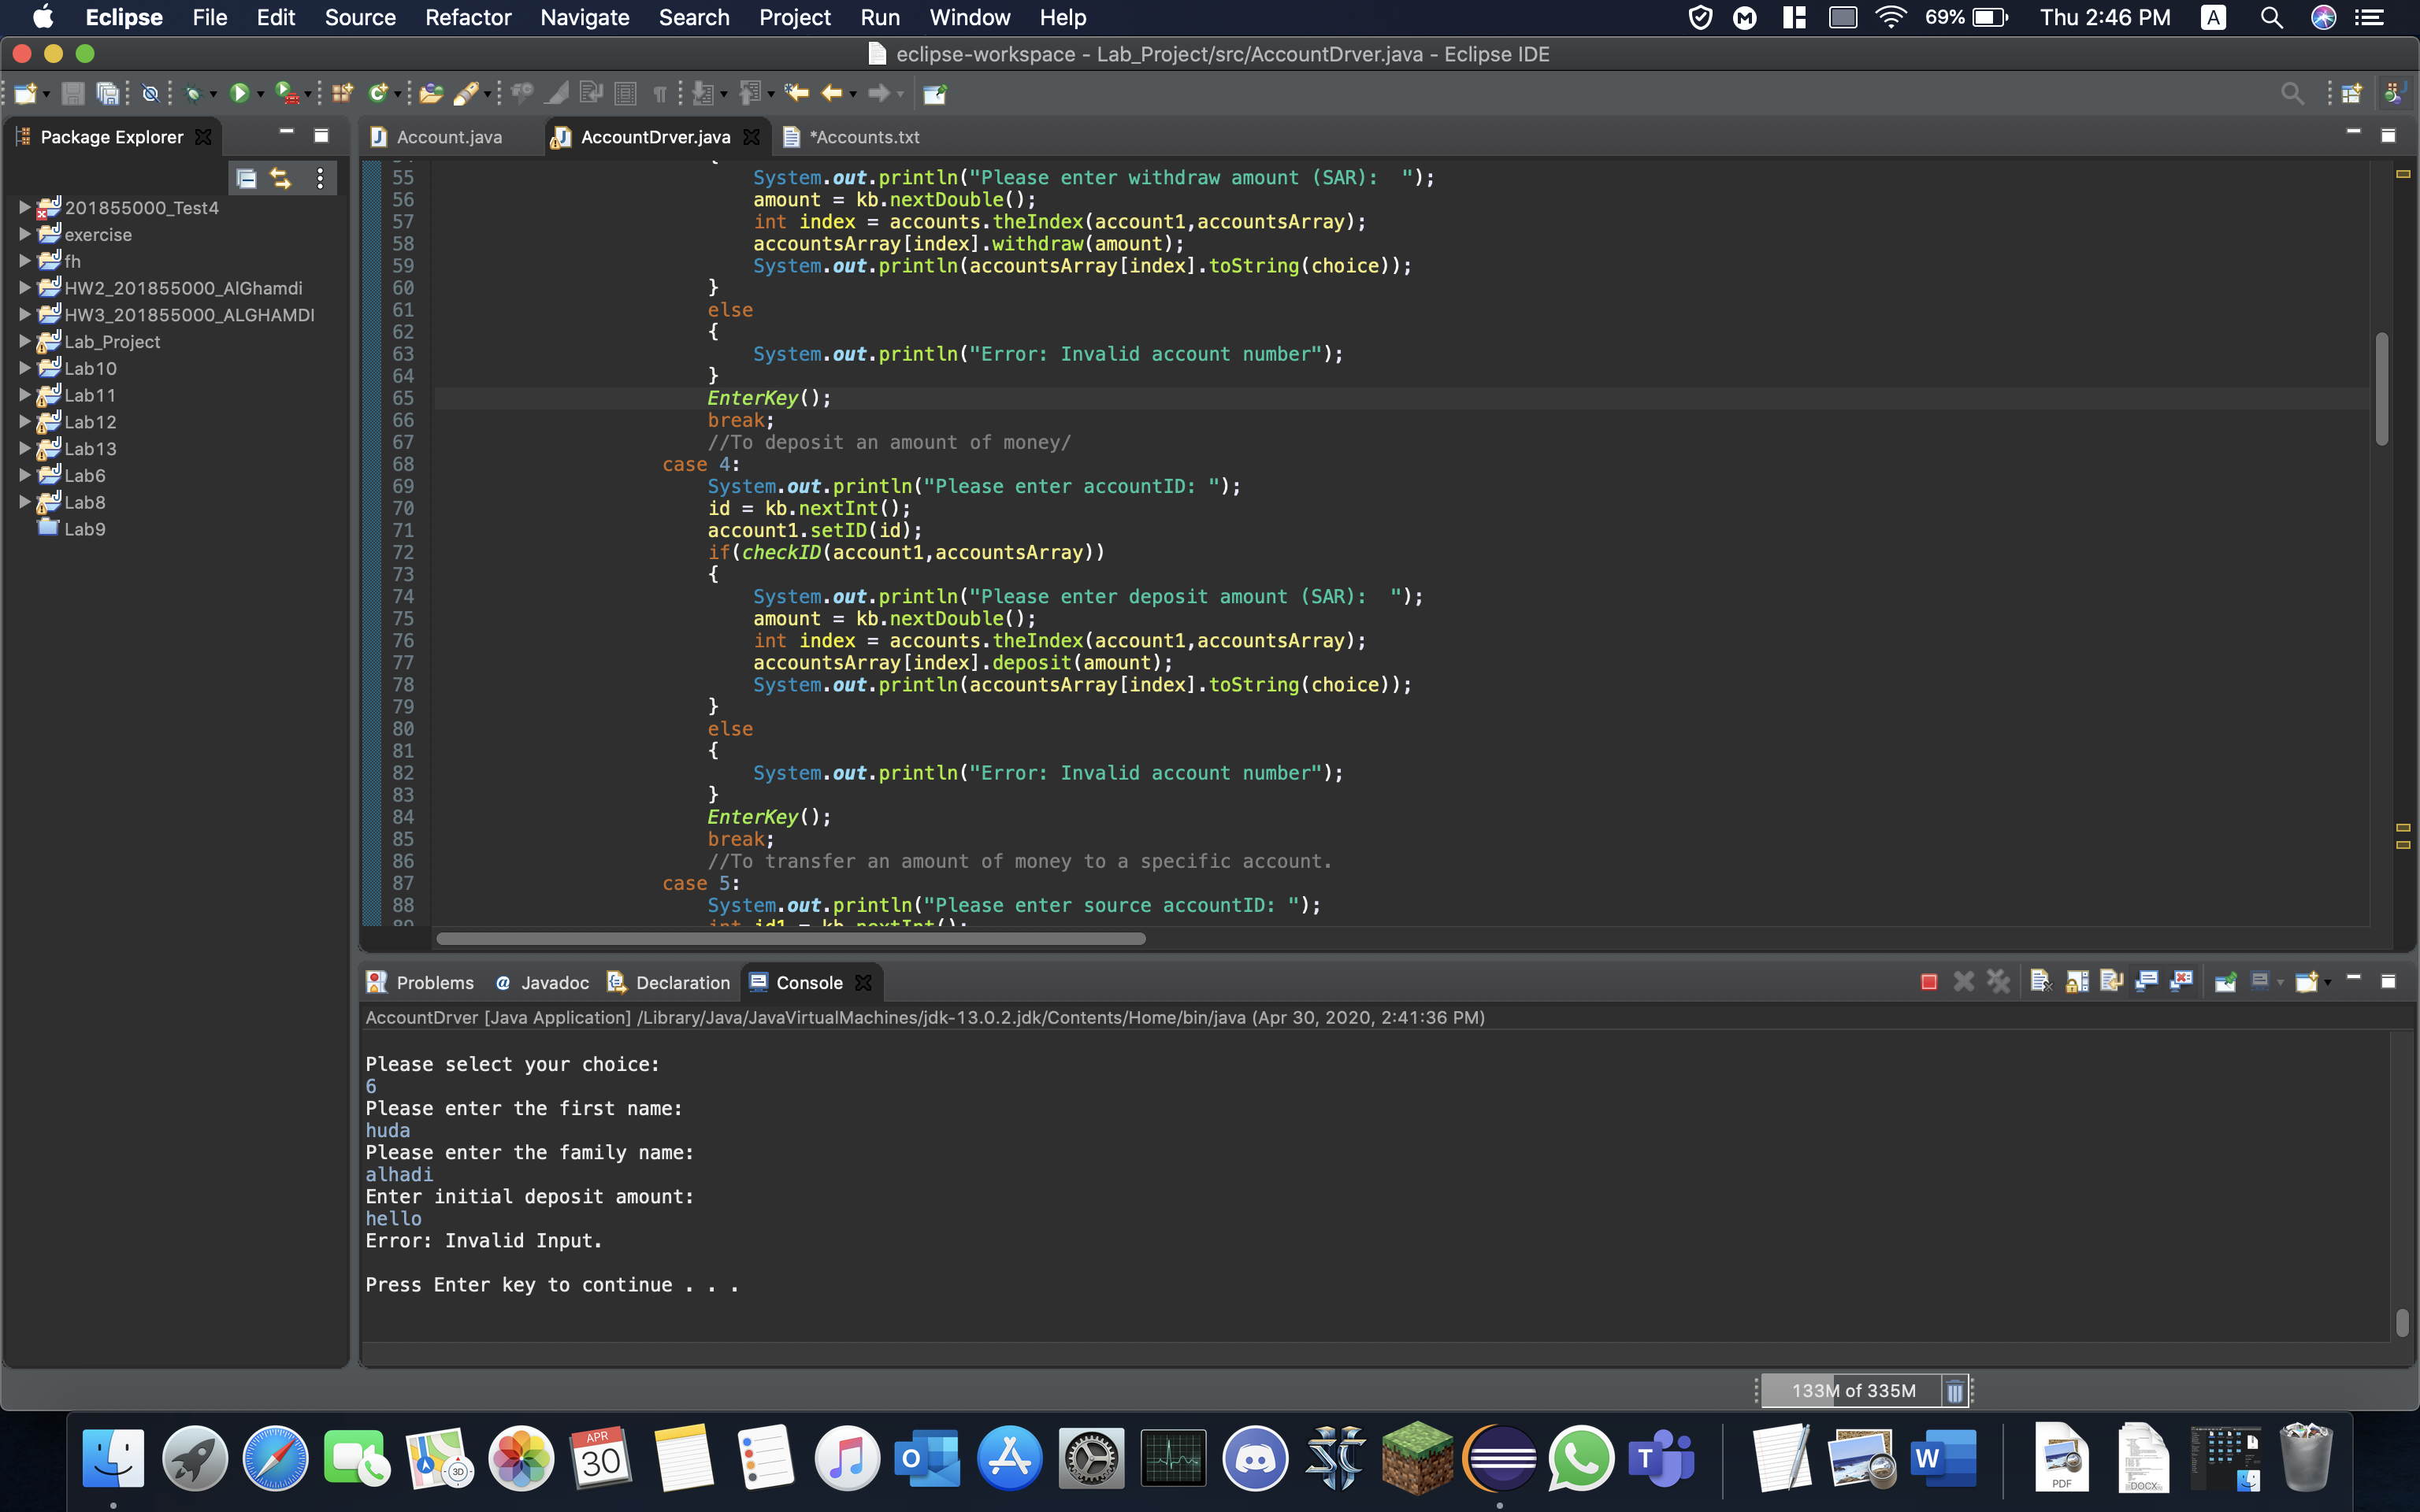 Eclipse File Edit Source Refactor Navigate Search Project Run Window Help 69% Thu 2:46 PM A
eclipse-workspace - Lab_Project/src/AccountDrver.java - Eclipse IDE
Package Explorer
201855000_Test4
exercise
fh
HW2_201855000_AlGhamdi
HW3_201855000_ALGHAMDI
Lab_Project
Lab10
Lab11
Lab12
Lab13
Lab6
Lab8
Lab9
Account.java AccountDrver.java *Accounts.txt
55 System.out.println("Please enter withdraw amount (SAR):  ");
56 amount = kb.nextDouble();
57 int index = accounts.theIndex(account1,accountsArray);
58 accountsArray[index].withdraw(amount);
59 System.out.println(accountsArray[index].toString(choice));
60 }
61 else
62 {
63 System.out.println("Error: Invalid account number");
64 }
65 EnterKey();
66 break;
67 //To deposit an amount of money/
68 case 4:
69 System.out.println("Please enter accountID: ");
70 id = kb.nextInt();
71 account1.setID(id);
72 if(checkID(account1,accountsArray))
73 {
74 System.out.println("Please enter deposit amount (SAR):  ");
75 amount = kb.nextDouble();
76 int index = accounts.theIndex(account1,accountsArray);
77 accountsArray[index].deposit(amount);
78 System.out.println(accountsArray[index].toString(choice));
79 }
80 else
81 {
82 System.out.println("Error: Invalid account number");
83 }
84 EnterKey();
85 break;
86 //To transfer an amount of money to a specific account.
87 case 5:
88 System.out.println("Please enter source accountID: ");
89 int id1 = kb.nextInt();
Problems @ Javadoc Declaration Console
AccountDrver [Java Application] /Library/Java/JavaVirtualMachines/jdk-13.0.2.jdk/Contents/Home/bin/java (Apr 30, 2020, 2:41:36 PM)
Please select your choice:
6
Please enter the first name:
huda
Please enter the family name:
alhadi
Enter initial deposit amount:
hello
Error: Invalid Input.
Press Enter key to continue . . .
133M of 335M
APR
30
3D
PDF
DOCX